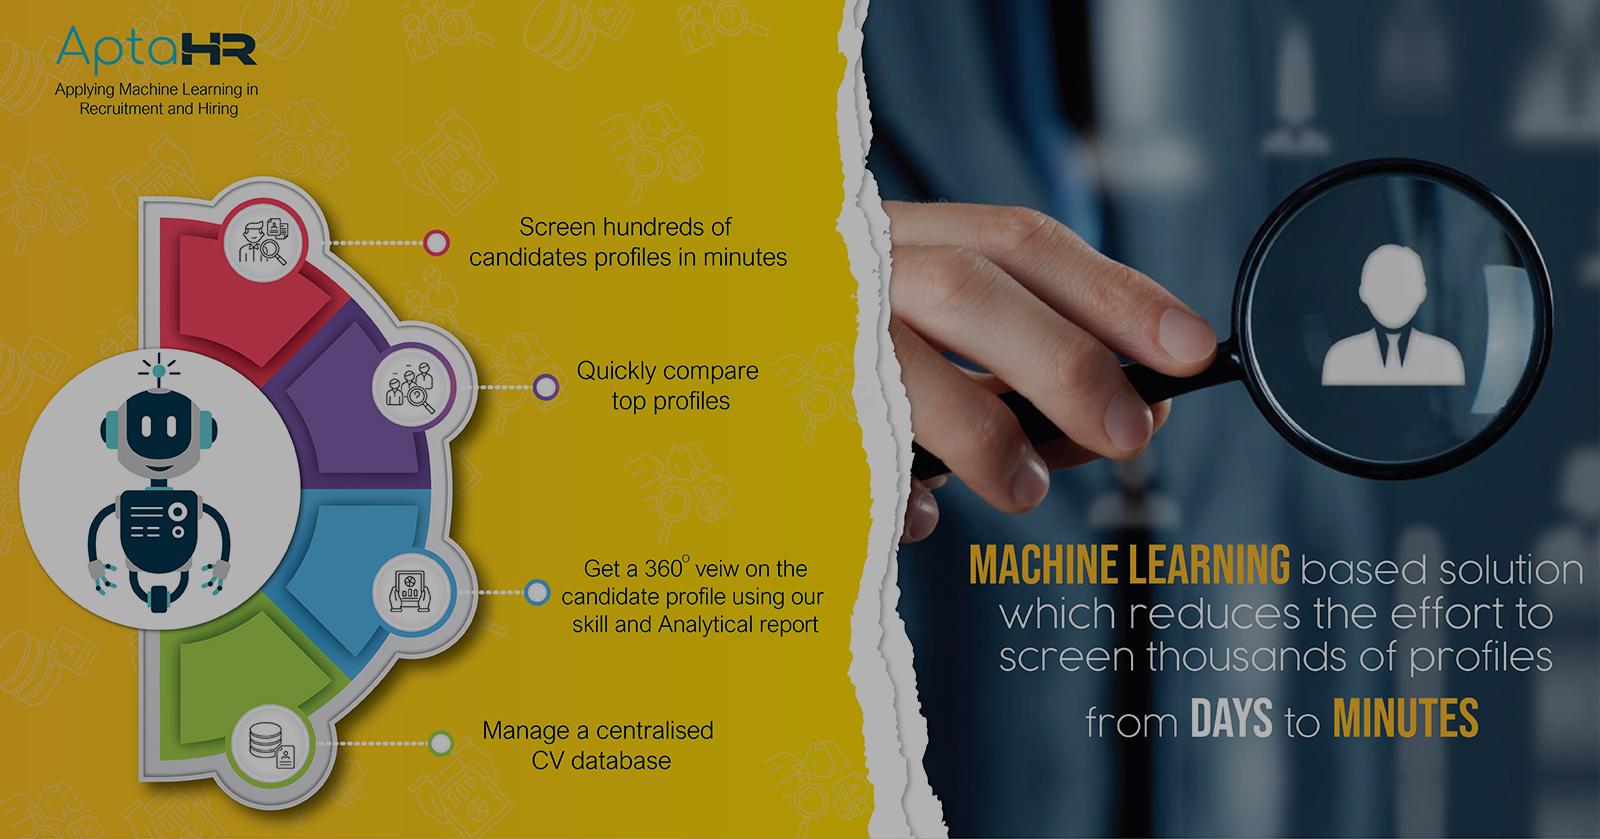 AptaHR
Applying Machine Learning in
Recruitment and Hiring
Screen hundreds of
candidates profiles in minutes
Quickly compare
top profiles
Get a 360° veiw on the
candidate profile using our
skill and Analytical report
Manage a centralised
CV database
MACHINE LEARNING based solution
which reduces the effort to
screen thousands of profiles
from DAYS to MINUTES